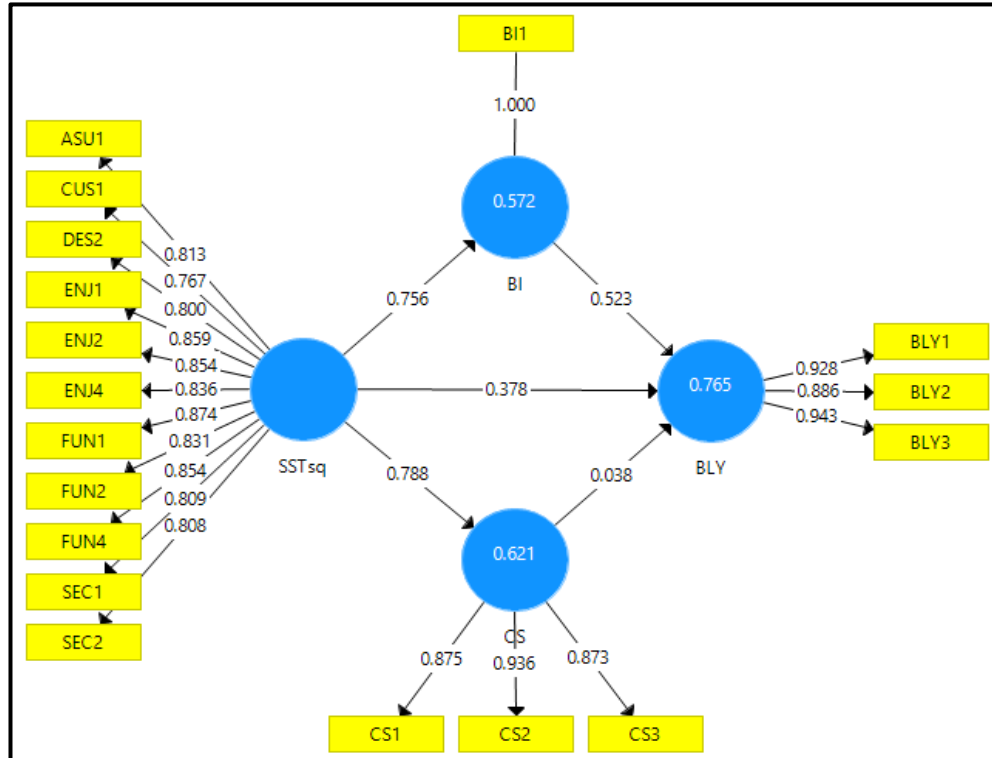 BI1
1.000
ASU1
CUS1
DES2
ENJ1
ENJ2
ENJ4
FUN1
FUN2
FUN4
SEC1
SEC2
0.813
0.767
0.800
0.859
0.854
0.836
0.874
0.831
0.854
0.809
0.808
SSTsq
0.756
0.378
0.788
0.572
BI
0.523
0.765
BLY
0.038
0.621
CS
0.928
0.886
0.943
BLY1
BLY2
BLY3
0.875
0.936
0.873
CS1
CS2
CS3